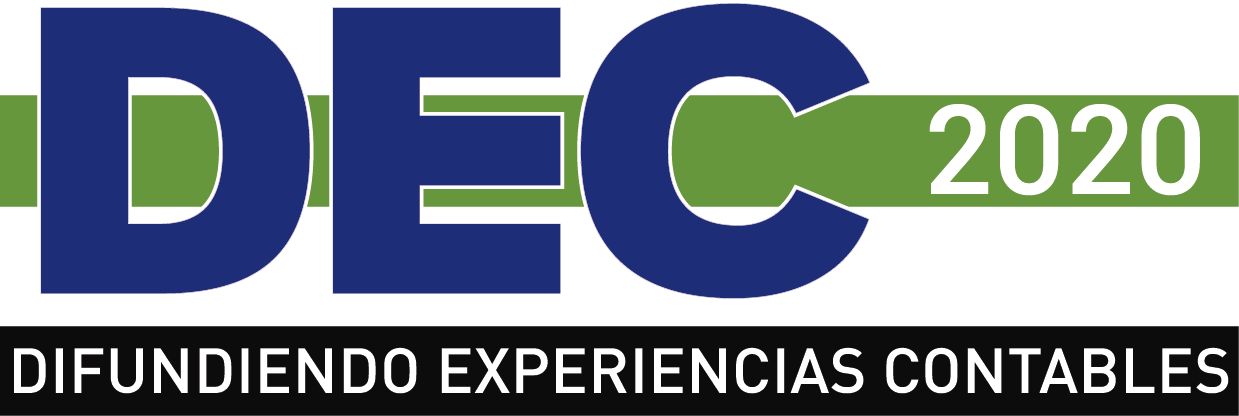 DEC
2020
DIFUNDIENDO EXPERIENCIAS CONTABLES